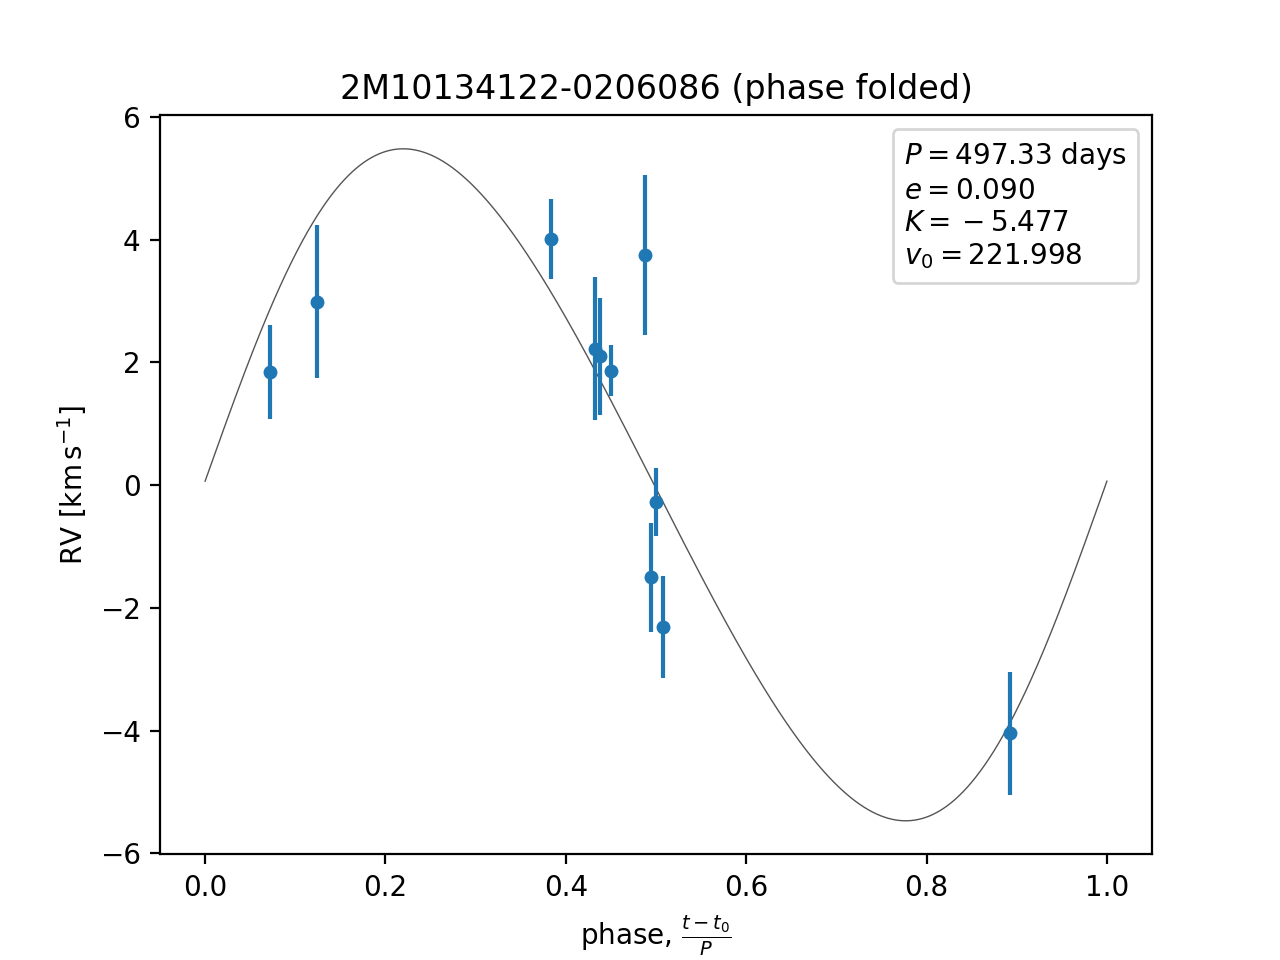 2M10134122-0206086 (phase folded)
P = 497.33 days
e = 0.090
K = −5.477
v₀ = 221.998
RV [km s⁻¹]
6
4
2
0
−2
−4
−6
0.0 0.2 0.4 0.6 0.8 1.0
phase, (t − t₀)/P